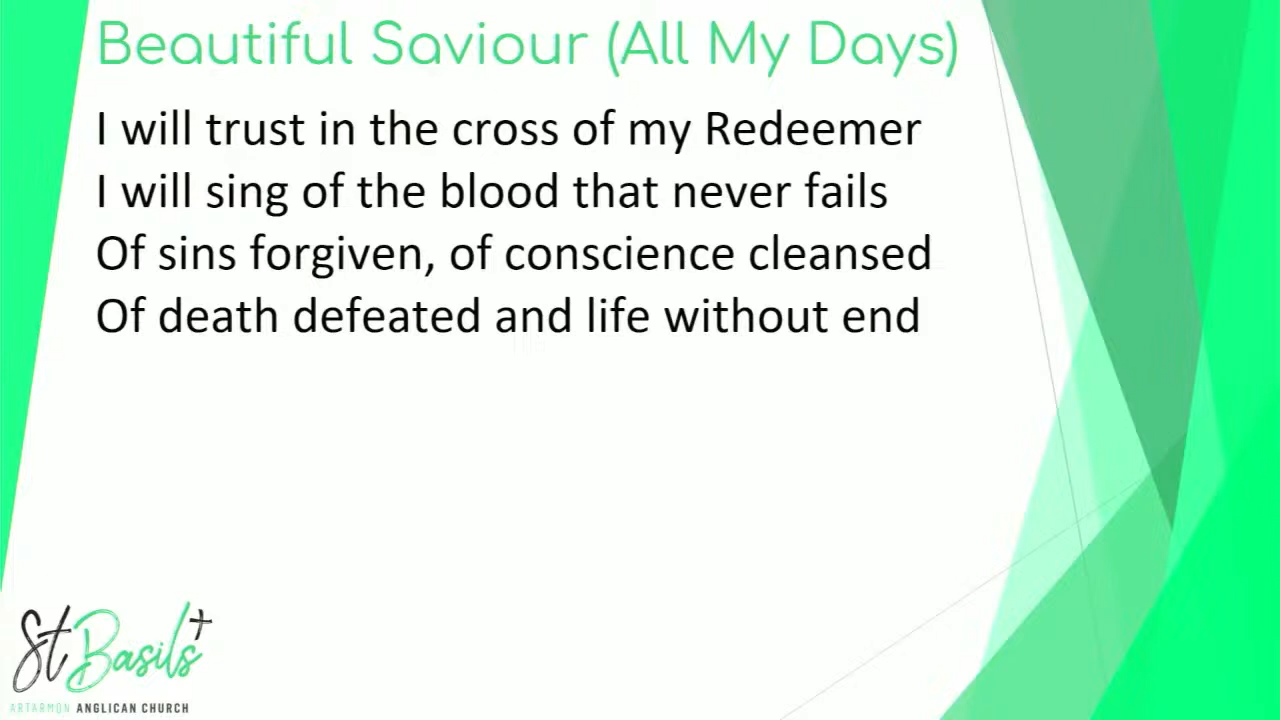 Beautiful Saviour (All My Days)
I will trust in the cross of my Redeemer
I will sing of the blood that never fails
Of sins forgiven, of conscience cleansed
Of death defeated and life without end
St Basils
ARTARMON ANGLICAN CHURCH